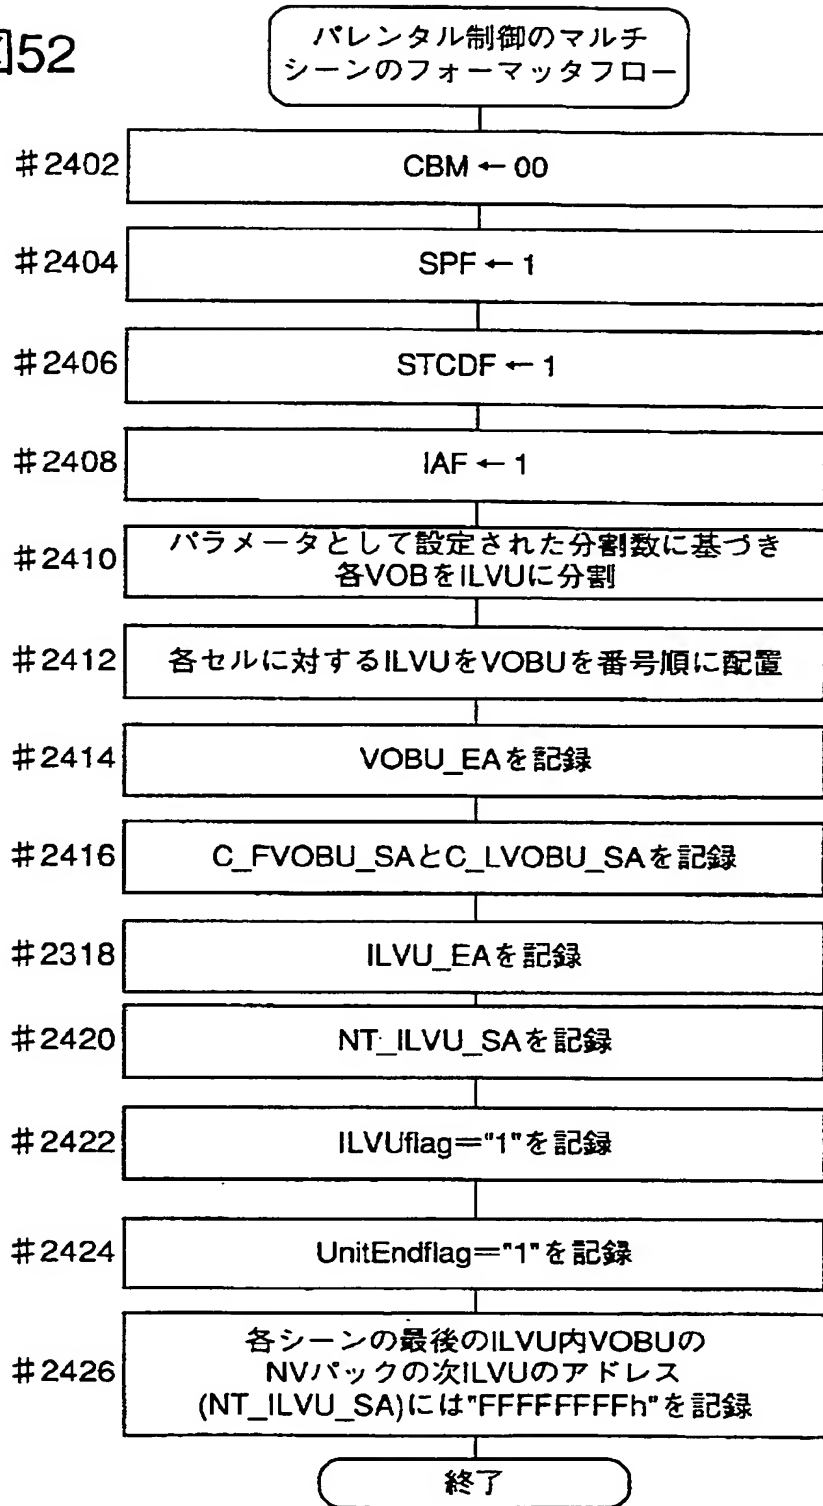 図52
パレンタル制御のマルチ
シーンのフォーマッタフロー
#2402
CBM ← 00
#2404
SPF ← 1
#2406
STCDF ← 1
#2408
IAF ← 1
#2410
パラメータとして設定された分割数に基づき
各VOBをILVUに分割
#2412
各セルに対するILVUをVOBUを番号順に配置
#2414
VOBU_EAを記録
#2416
C_FVOBU_SAとC_LVOBU_SAを記録
#2318
ILVU_EAを記録
#2420
NT_ILVU_SAを記録
#2422
ILVUflag="1"を記録
#2424
UnitEndflag="1"を記録
#2426
各シーンの最後のILVU内VOBUの
NVパックの次ILVUのアドレス
(NT_ILVU_SA)には"FFFFFFFFh"を記録
終了